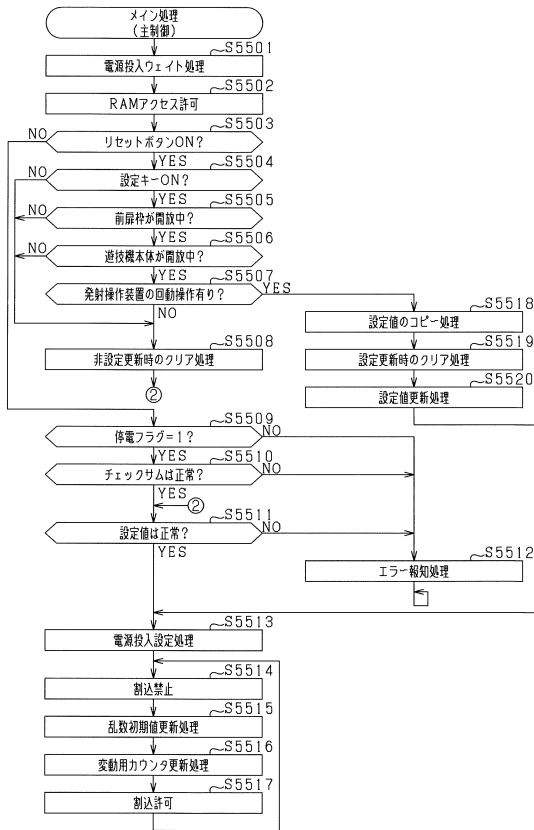 メイン処理
（主制御）
S5501
電源投入ウェイト処理
S5502
RAMアクセス許可
S5503
NO
リセットボタンON？
YES
S5504
NO
設定キーON？
YES
S5505
NO
前扉枠が開放中？
YES
S5506
NO
遊技機本体が開放中？
YES
S5507
発射操作装置の回動操作有り？
YES
NO
S5518
設定値のコピー処理
S5508
非設定更新時のクリア処理
S5519
設定更新時のクリア処理
②
S5520
設定値更新処理
S5509
停電フラグ=1？
NO
YES
S5510
チェックサムは正常？
NO
YES
②
S5511
設定値は正常？
NO
YES
S5512
エラー報知処理
S5513
電源投入設定処理
S5514
割込禁止
S5515
乱数初期値更新処理
S5516
変動用カウンタ更新処理
S5517
割込許可